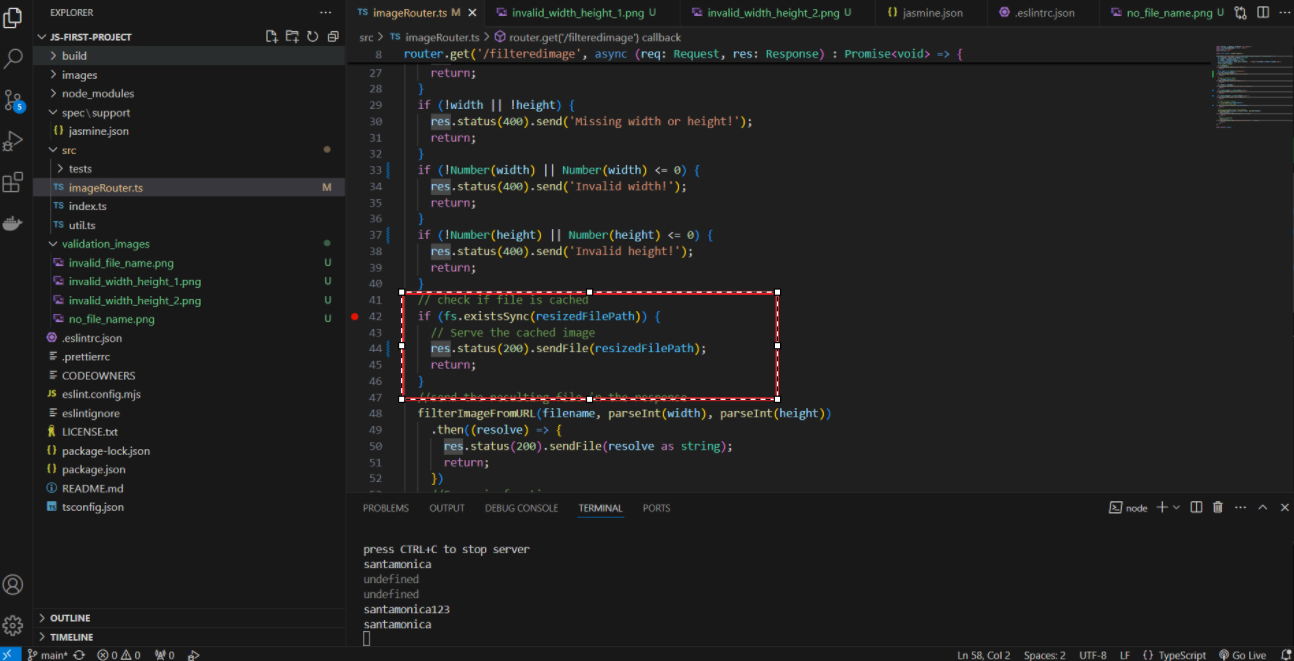 EXPLORER
JS-FIRST-PROJECT
build
images
node_modules
spec\support
{} jasmine.json
src
tests
TS imageRouter.ts M
TS index.ts
TS util.ts
validation_images
invalid_file_name.png U
invalid_width_height_1.png U
invalid_width_height_2.png U
no_file_name.png U
.eslintrc.json
.prettierrc
CODEOWNERS
JS eslint.config.mjs
eslintignore
LICENSE.txt
{} package-lock.json
{} package.json
README.md
TS tsconfig.json
OUTLINE
TIMELINE
5
TS imageRouter.ts M
invalid_width_height_1.png U
invalid_width_height_2.png U
{} jasmine.json
.eslintrc.json
no_file_name.png U
src > TS imageRouter.ts > router.get('/filteredimage') callback
8 router.get('/filteredimage', async (req: Request, res: Response) : Promise<void> => {
27 return;
28 }
29 if (!width || !height) {
30 res.status(400).send('Missing width or height!');
31 return;
32 }
33 if (!Number(width) || Number(width) <= 0) {
34 res.status(400).send('Invalid width!');
35 return;
36 }
37 if (!Number(height) || Number(height) <= 0) {
38 res.status(400).send('Invalid height!');
39 return;
40 }
41 // check if file is cached
42 if (fs.existsSync(resizedFilePath)) {
43 // Serve the cached image
44 res.status(200).sendFile(resizedFilePath);
45 return;
46 }
47 //send the resulting file in the response
48 filterImageFromURL(filename, parseInt(width), parseInt(height))
49 .then((resolve) => {
50 res.status(200).sendFile(resolve as string);
51 return;
52 })
PROBLEMS OUTPUT DEBUG CONSOLE TERMINAL PORTS
node
press CTRL+C to stop server
santamonica
undefined
undefined
santamonica123
santamonica
main* 0 0 0 Ln 58, Col 2 Spaces: 2 UTF-8 LF {} TypeScript Go Live